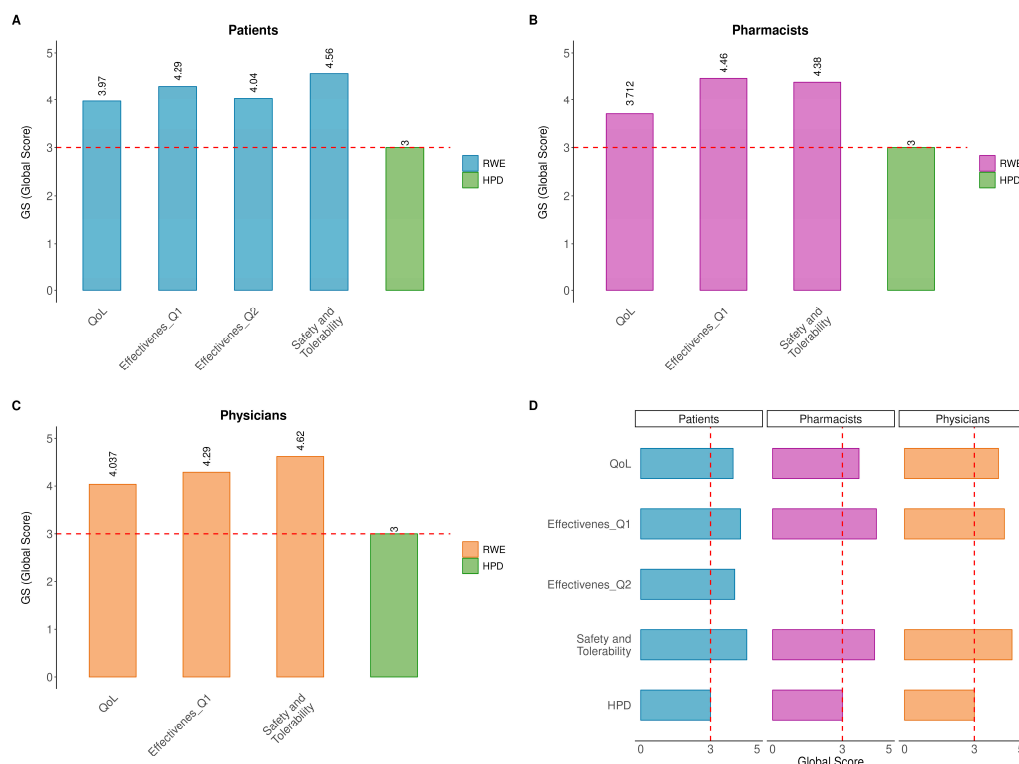 A
Patients
GS (Global Score)
5
4
3
2
1
0
3.97
4.29
4.04
4.56
3
QoL
Effectivenes_Q1
Effectivenes_Q2
Safety and
Tolerability
RWE
HPD
B
Pharmacists
GS (Global Score)
5
4
3
2
1
0
3 712
4.46
4.38
3
QoL
Effectivenes_Q1
Safety and
Tolerability
RWE
HPD
C
Physicians
GS (Global Score)
5
4
3
2
1
0
4.037
4.29
4.62
3
QoL
Effectivenes_Q1
Safety and
Tolerability
RWE
HPD
D
Patients
Pharmacists
Physicians
QoL
Effectivenes_Q1
Effectivenes_Q2
Safety and
Tolerability
HPD
0 3 5 0 3 5 0 3 5
Global Score